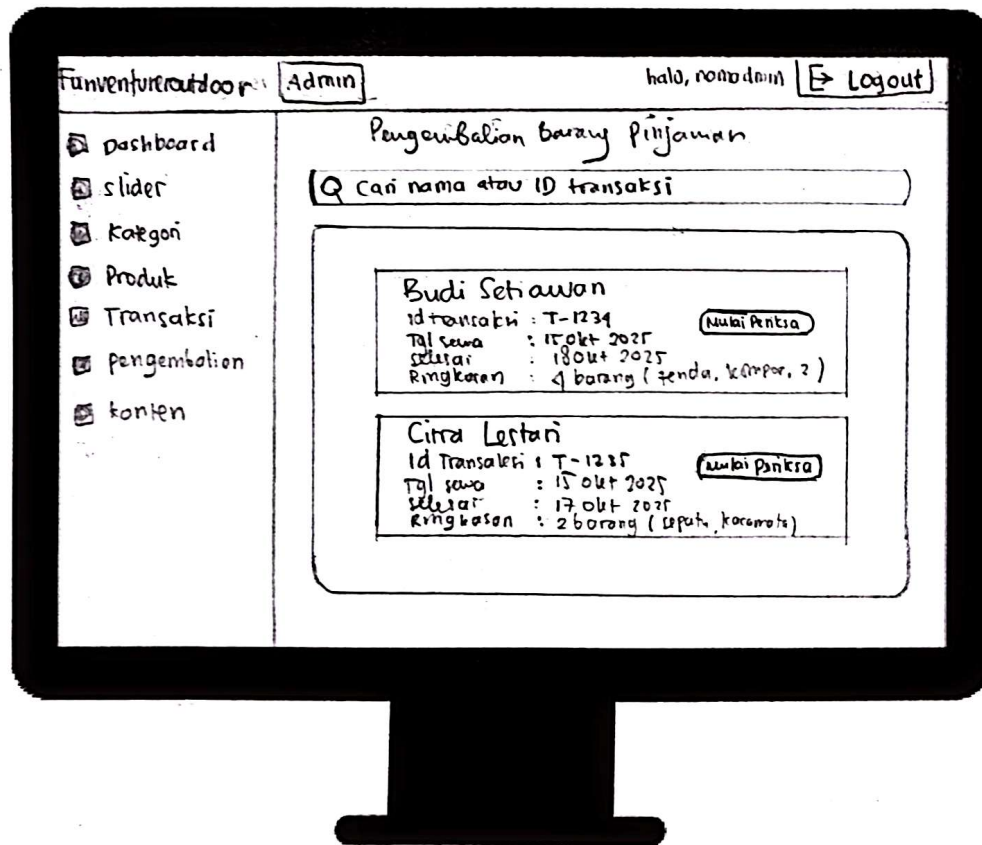 Funventureoutdoor Admin halo, nomodmin Logout
Dashboard
slider
Kategori
Produk
Transaksi
pengembalian
konten
Pengembalian barang pinjaman
Cari nama atau ID transaksi
Budi Setiawan
Id transaksi : T-1234
Mulai Periksa
Tgl sewa : 15 okt 2025
selesai : 18 okt 2025
Ringkasan : 4 barang (tenda, kompor, 2)
Citra Lestari
Id Transaksi : T-1235
Mulai Periksa
Tgl sewa : 15 okt 2025
selesai : 17 okt 2025
Ringkasan : 2 barang (sepatu, kacamata)